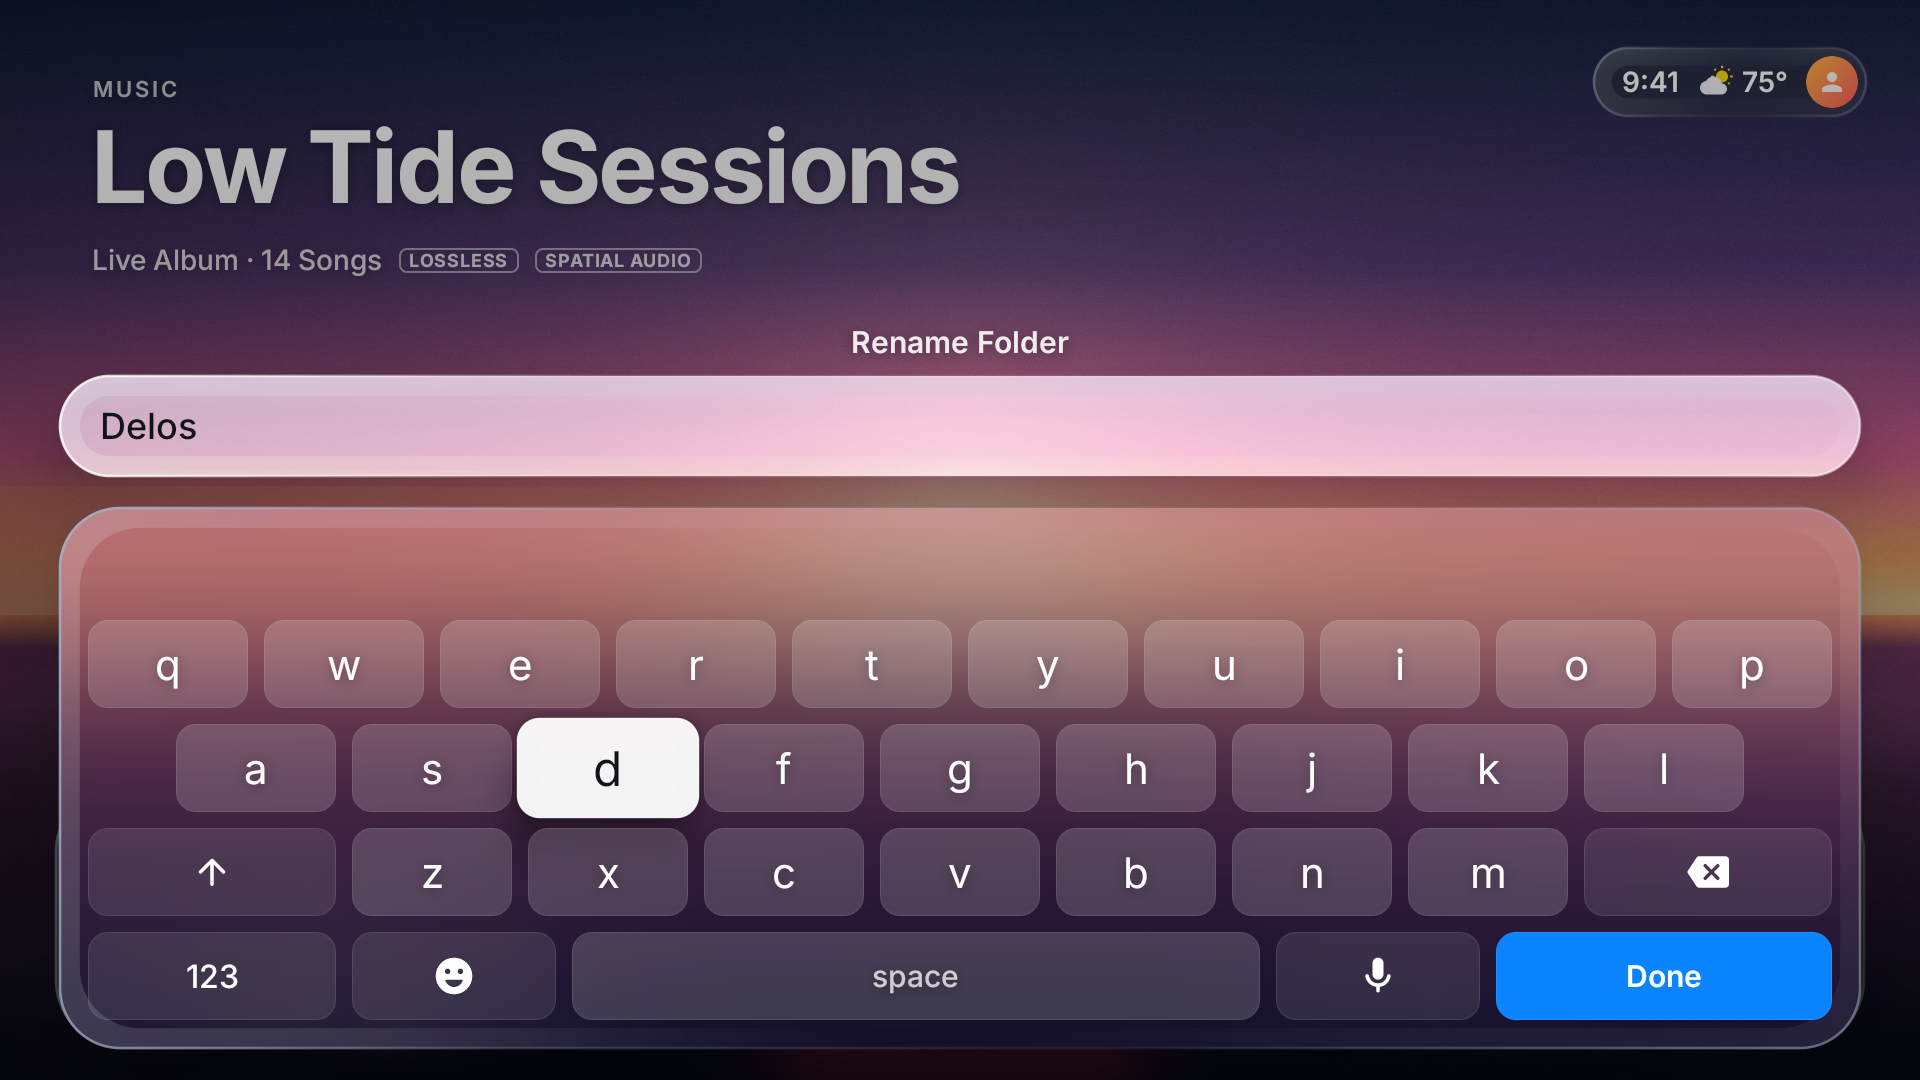 MUSIC
Low Tide Sessions
Live Album · 14 Songs LOSSLESS SPATIAL AUDIO
9:41 75°
Rename Folder
Delos
q w e r t y u i o p
a s d f g h j k l
z x c v b n m
123 space Done